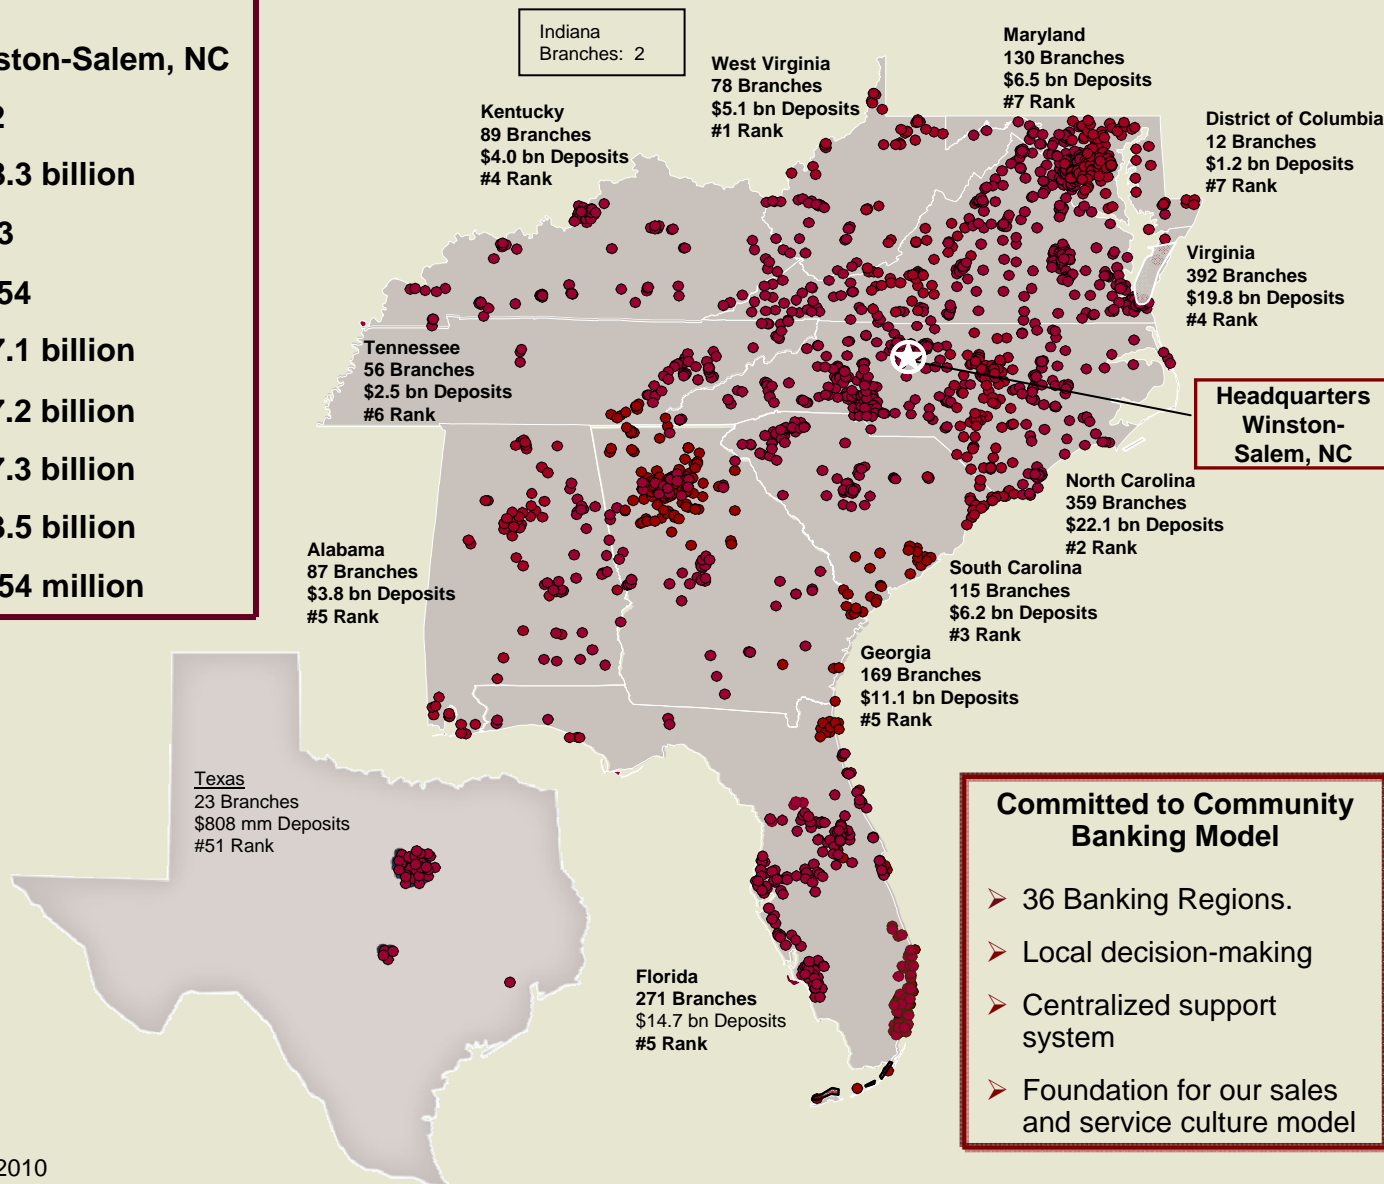 ston-Salem, NC
2
3.3 billion
3
54
7.1 billion
7.2 billion
7.3 billion
3.5 billion
54 million
Indiana
Branches: 2
West Virginia
78 Branches
$5.1 bn Deposits
#1 Rank
Maryland
130 Branches
$6.5 bn Deposits
#7 Rank
Kentucky
89 Branches
$4.0 bn Deposits
#4 Rank
District of Columbia
12 Branches
$1.2 bn Deposits
#7 Rank
Virginia
392 Branches
$19.8 bn Deposits
#4 Rank
Tennessee
56 Branches
$2.5 bn Deposits
#6 Rank
Headquarters
Winston-
Salem, NC
North Carolina
359 Branches
$22.1 bn Deposits
#2 Rank
Alabama
87 Branches
$3.8 bn Deposits
#5 Rank
South Carolina
115 Branches
$6.2 bn Deposits
#3 Rank
Georgia
169 Branches
$11.1 bn Deposits
#5 Rank
Texas
23 Branches
$808 mm Deposits
#51 Rank
Florida
271 Branches
$14.7 bn Deposits
#5 Rank
Committed to Community
Banking Model
➢ 36 Banking Regions.
➢ Local decision-making
➢ Centralized support
system
➢ Foundation for our sales
and service culture model
2010